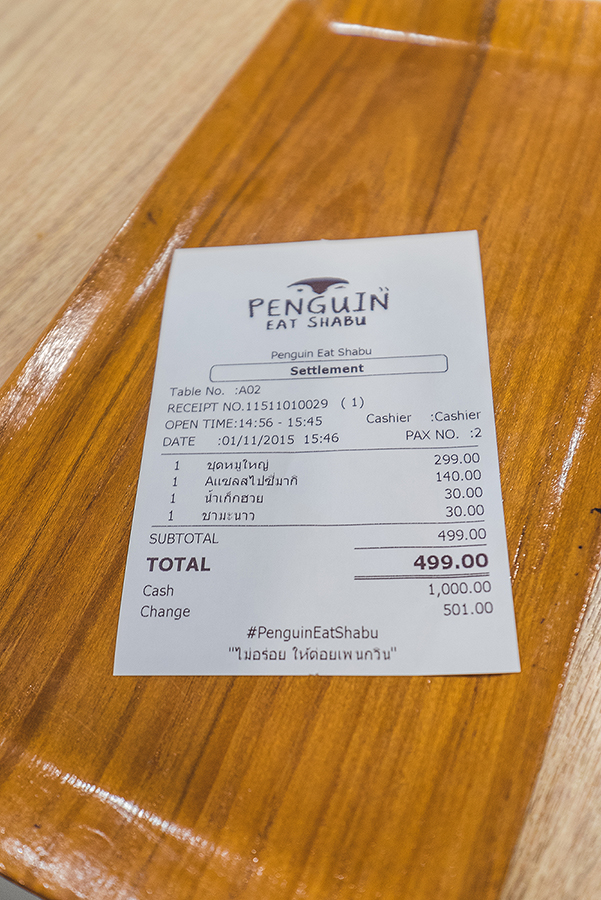 PENGUIN
EAT SHABU
Penguin Eat Shabu
Settlement
Table No. :A02
RECEIPT NO.11511010029 ( 1)
OPEN TIME:14:56 - 15:45 Cashier :Cashier
DATE :01/11/2015 15:46 PAX NO. :2
1 ชุดหมูใหญ่ 299.00
1 Aแซลสไปซี่มากิ 140.00
1 น้ำเก็กฮวย 30.00
1 ชามะนาว 30.00
SUBTOTAL 499.00
TOTAL 499.00
Cash 1,000.00
Change 501.00
#PenguinEatShabu
"ไม่อร่อย ให้ต่อยเพนกวิน"